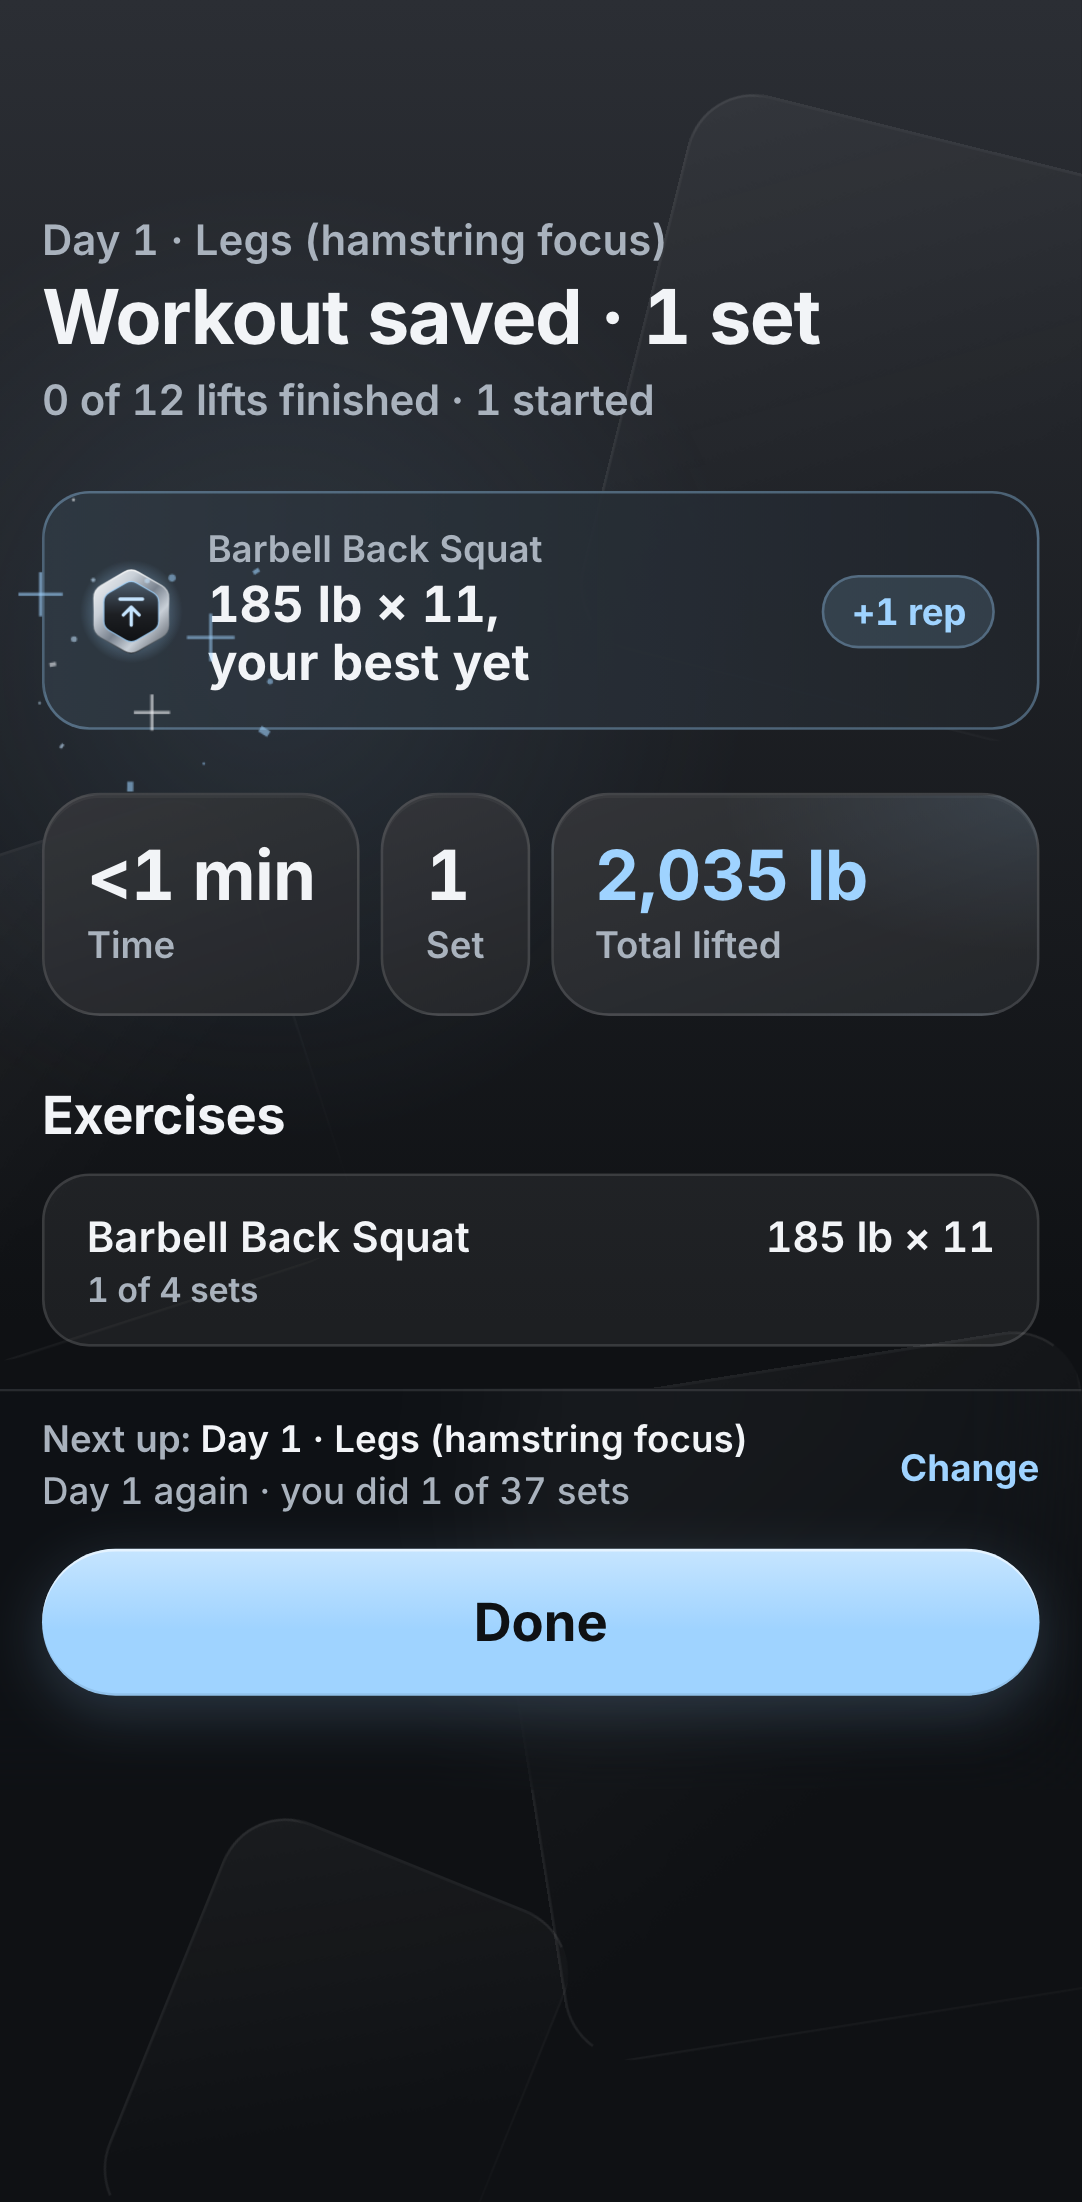 Day 1 · Legs (hamstring focus)
Workout saved · 1 set
0 of 12 lifts finished · 1 started
Barbell Back Squat
185 lb × 11,
your best yet
+1 rep
<1 min
Time
1
Set
2,035 lb
Total lifted
Exercises
Barbell Back Squat
185 lb × 11
1 of 4 sets
Next up: Day 1 · Legs (hamstring focus)
Day 1 again · you did 1 of 37 sets
Change
Done